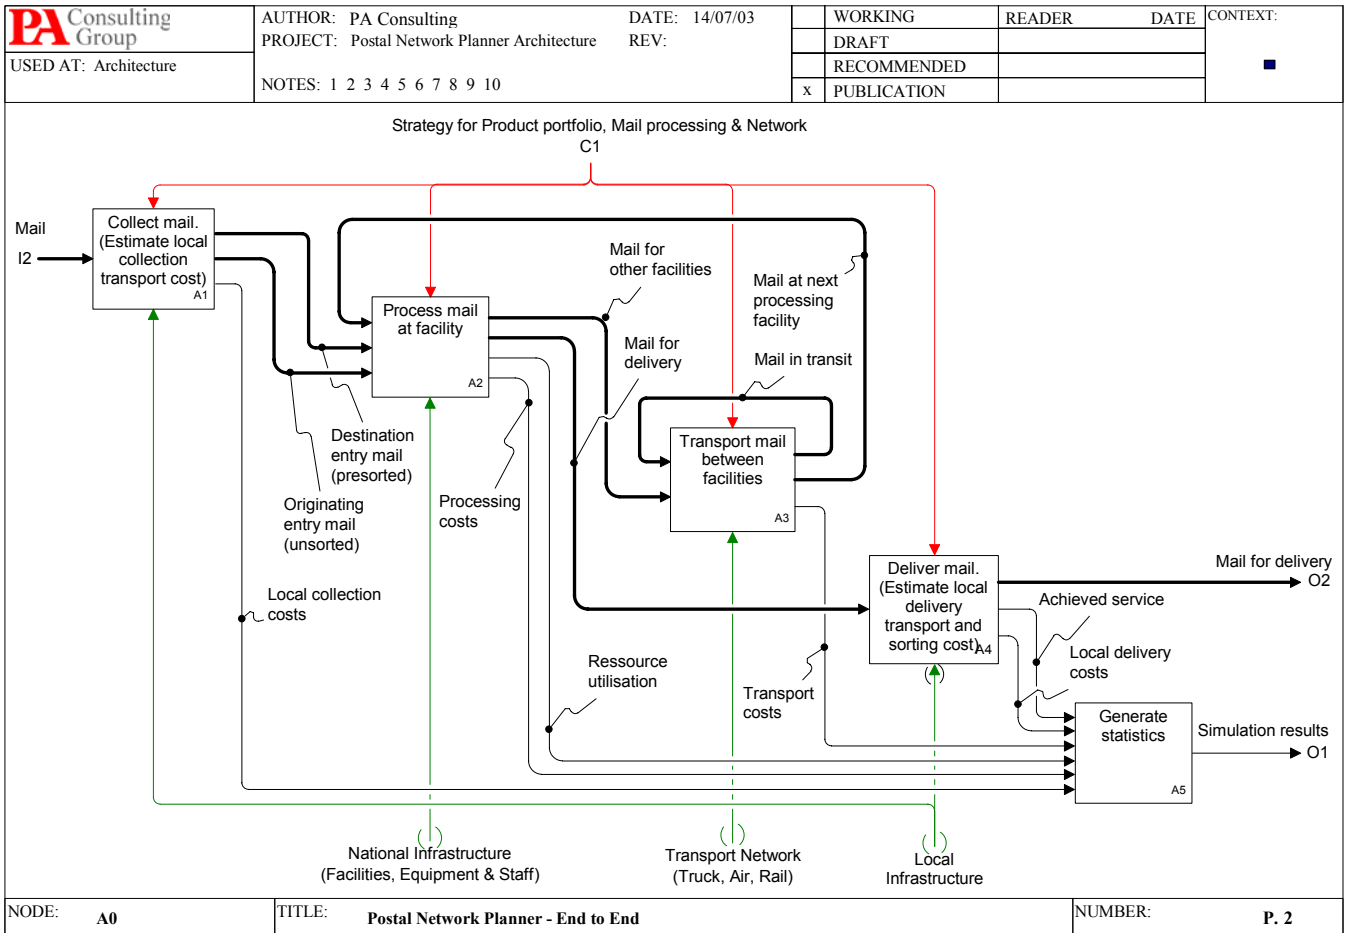 PA Consulting
Group
USED AT: Architecture
AUTHOR: PA Consulting
DATE: 14/07/03
PROJECT: Postal Network Planner Architecture
REV:
NOTES: 1 2 3 4 5 6 7 8 9 10
WORKING
DRAFT
RECOMMENDED
x PUBLICATION
READER DATE
CONTEXT:
Strategy for Product portfolio, Mail processing & Network
C1
Mail
I2
Collect mail.
(Estimate local
collection
transport cost)
A1
Process mail
at facility
A2
Mail for
other facilities
Mail at next
processing
facility
Mail for
delivery
Mail in transit
Destination
entry mail
(presorted)
Originating
entry mail
(unsorted)
Processing
costs
Transport mail
between
facilities
A3
Local collection
costs
Deliver mail.
(Estimate local
delivery
transport and
sorting cost)
A4
Mail for delivery
O2
Achieved service
Local delivery
costs
Ressource
utilisation
Transport
costs
Generate
statistics
A5
Simulation results
O1
National Infrastructure
(Facilities, Equipment & Staff)
Transport Network
(Truck, Air, Rail)
Local
Infrastructure
NODE: A0
TITLE: Postal Network Planner - End to End
NUMBER: P. 2